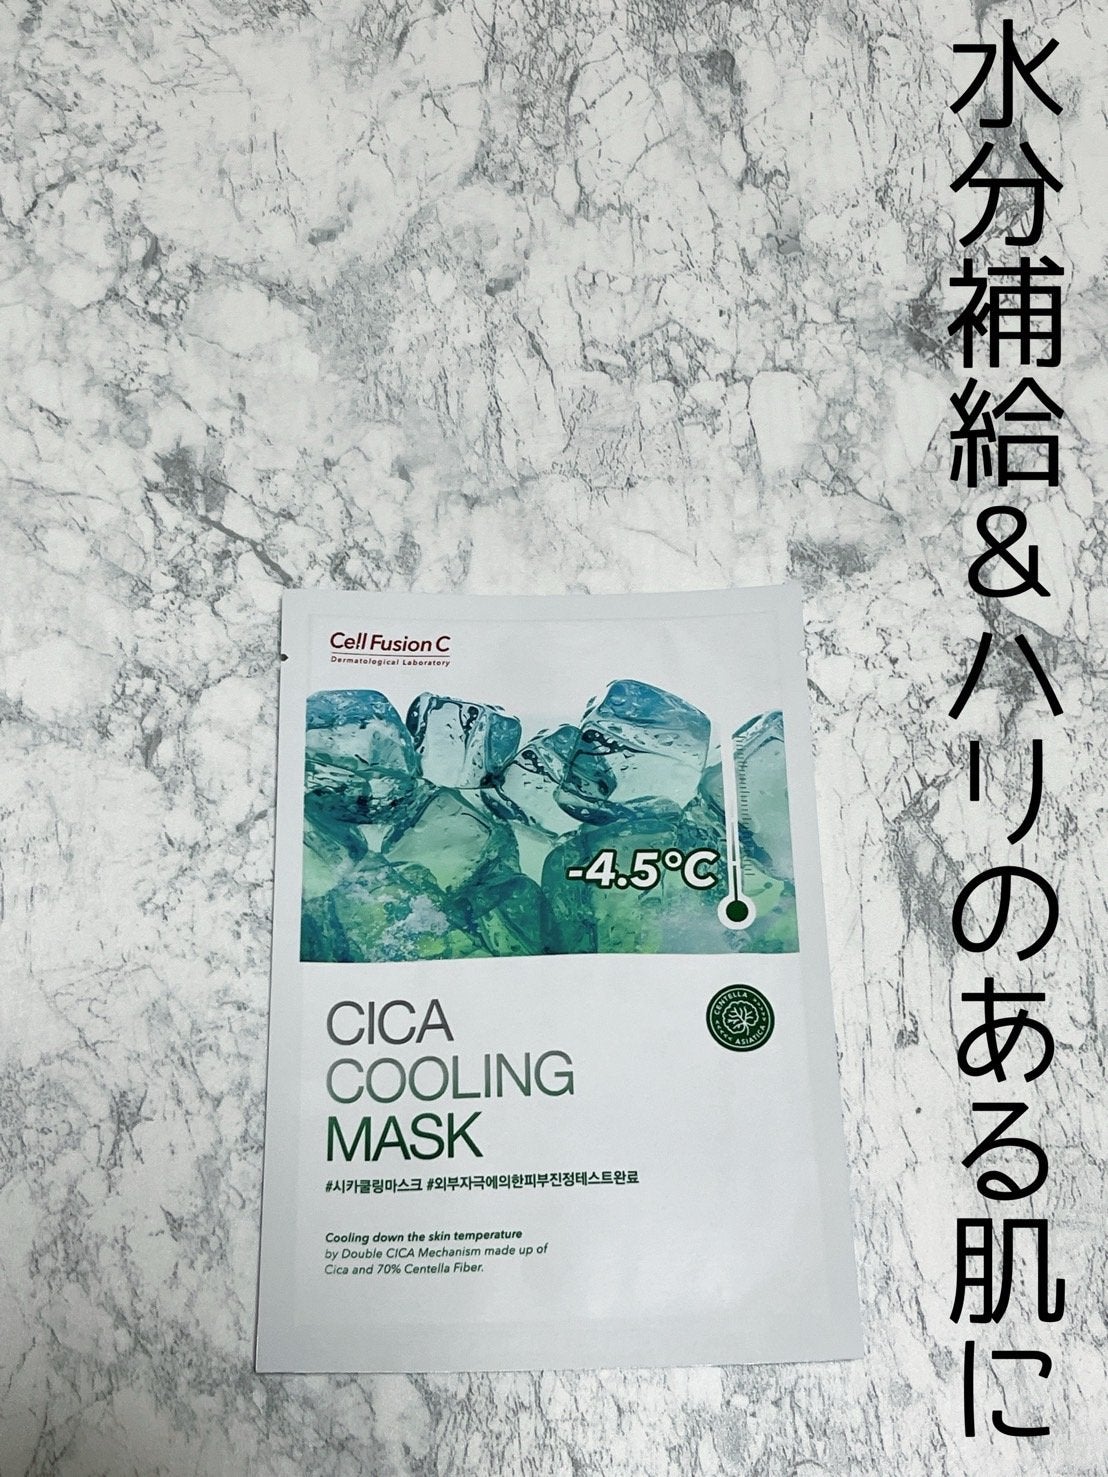 水分補給&ハリのある肌に
Cell Fusion C
Dermatological Laboratory
-4.5°C
CENTELLA
ASIATICA
CICA
COOLING
MASK
#시카쿨링마스크 #외부자극에의한피부진정테스트완료
Cooling down the skin temperature
by Double CICA Mechanism made up of
Cica and 70% Centella Fiber.